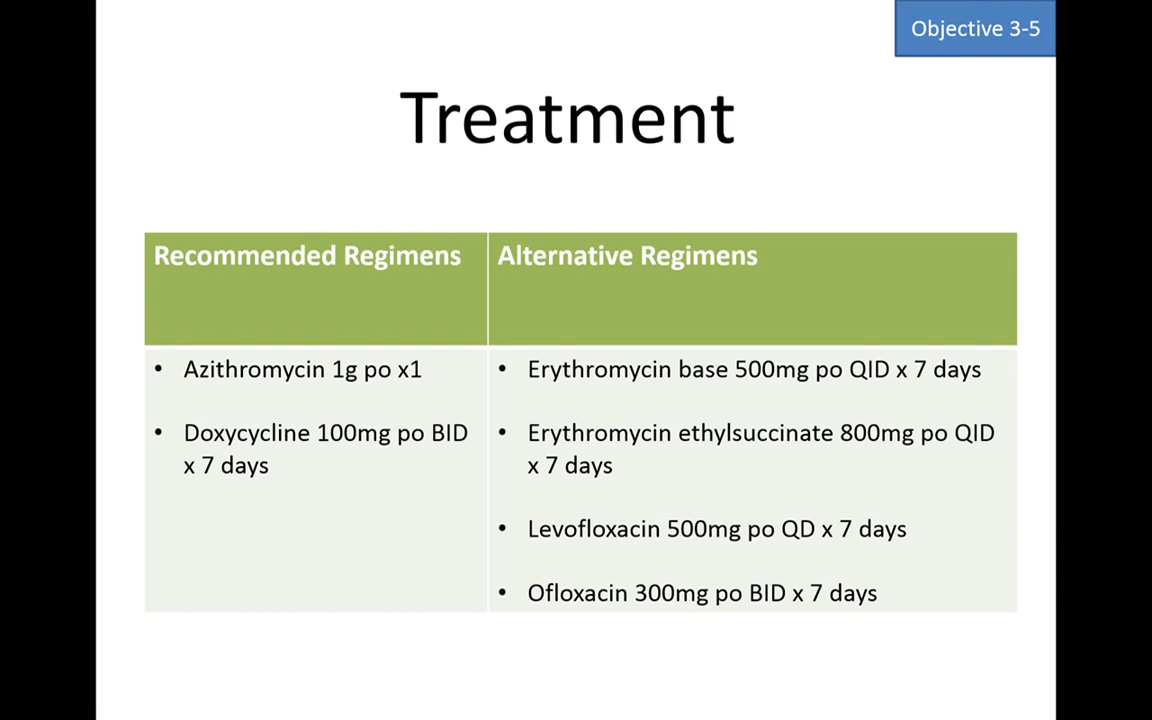 Objective 3-5
Treatment
Recommended Regimens
Alternative Regimens
• Azithromycin 1g po x1
• Doxycycline 100mg po BID
x 7 days
• Erythromycin base 500mg po QID x 7 days
• Erythromycin ethylsuccinate 800mg po QID
x 7 days
• Levofloxacin 500mg po QD x 7 days
• Ofloxacin 300mg po BID x 7 days